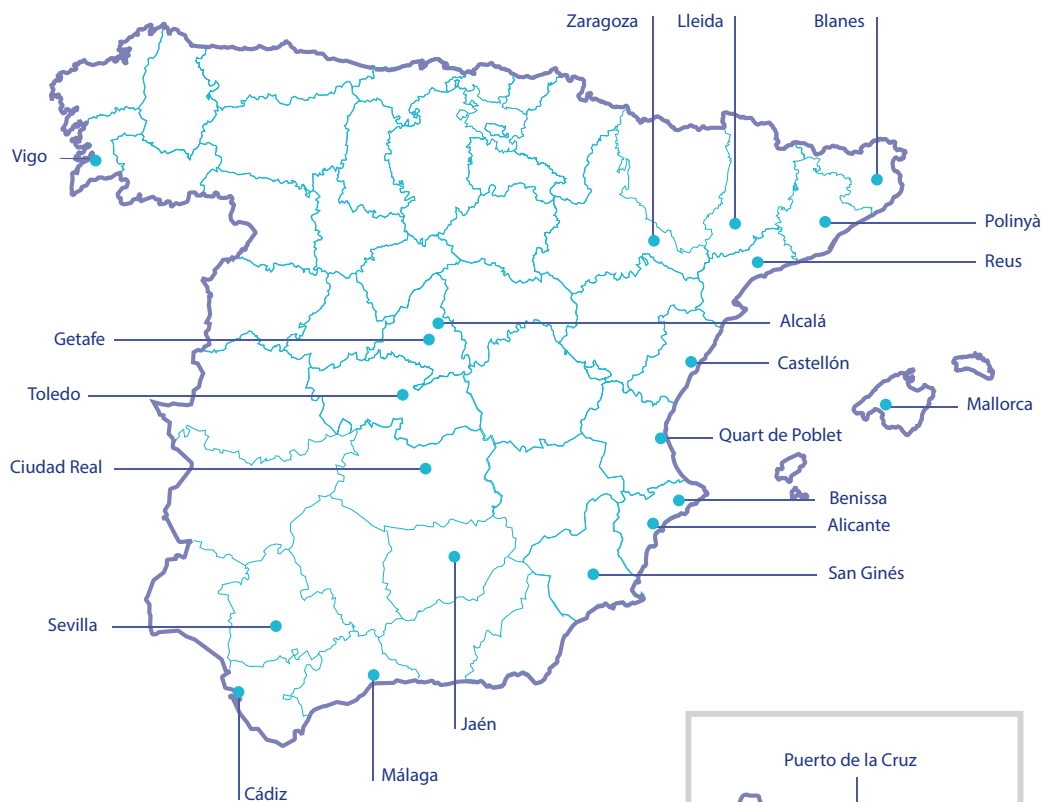 Zaragoza
Lleida
Blanes
Vigo
Polinyà
Reus
Alcalá
Getafe
Castellón
Toledo
Mallorca
Quart de Poblet
Ciudad Real
Benissa
Alicante
San Ginés
Sevilla
Jaén
Puerto de la Cruz
Málaga
Cádiz